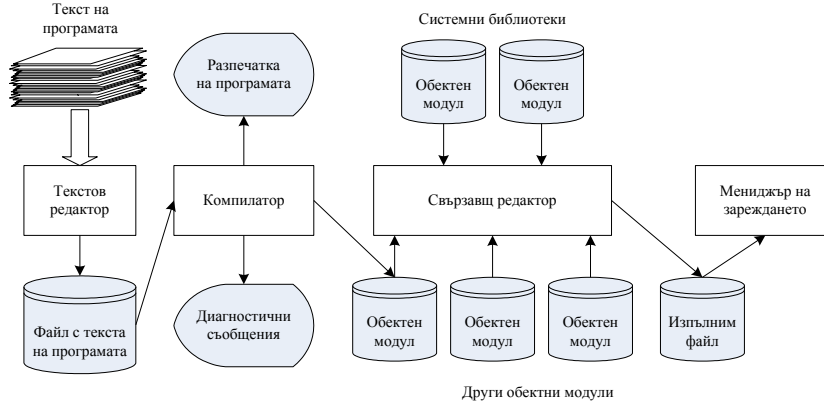 Текст на
програмата
Системни библиотеки
Разпечатка
на програмата
Обектен
модул
Обектен
модул
Текстов
редактор
Компилатор
Свързавщ редактор
Мениджър на
зареждането
Файл с текста
на програмата
Диагностични
съобщения
Обектен
модул
Обектен
модул
Обектен
модул
Изпълним
файл
Други обектни модули